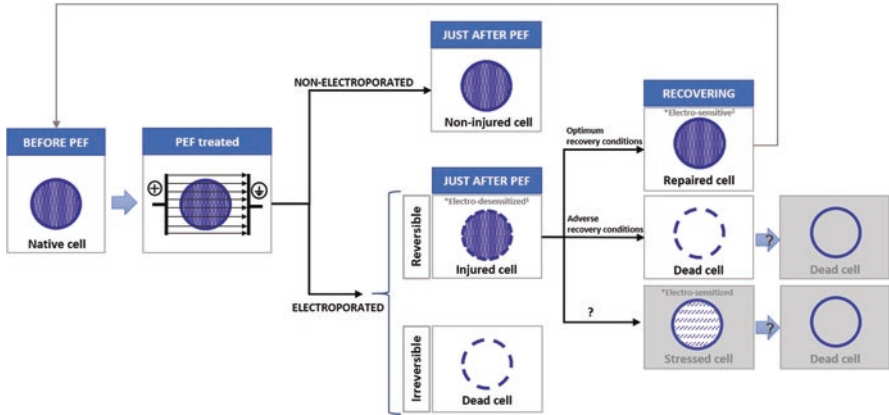 JUST AFTER PEF
NON-ELECTROPORATED
Non-injured cell
RECOVERING
*Electro-sensitive²
Optimum
recovery conditions
Repaired cell
BEFORE PEF
Native cell
PEF treated
JUST AFTER PEF
*Electro-desensitized¹
Injured cell
Reversible
Adverse
recovery conditions
Dead cell
?
Dead cell
ELECTROPORATED
?
*Electro-sensitized
Stressed cell
?
Dead cell
Irreversible
Dead cell